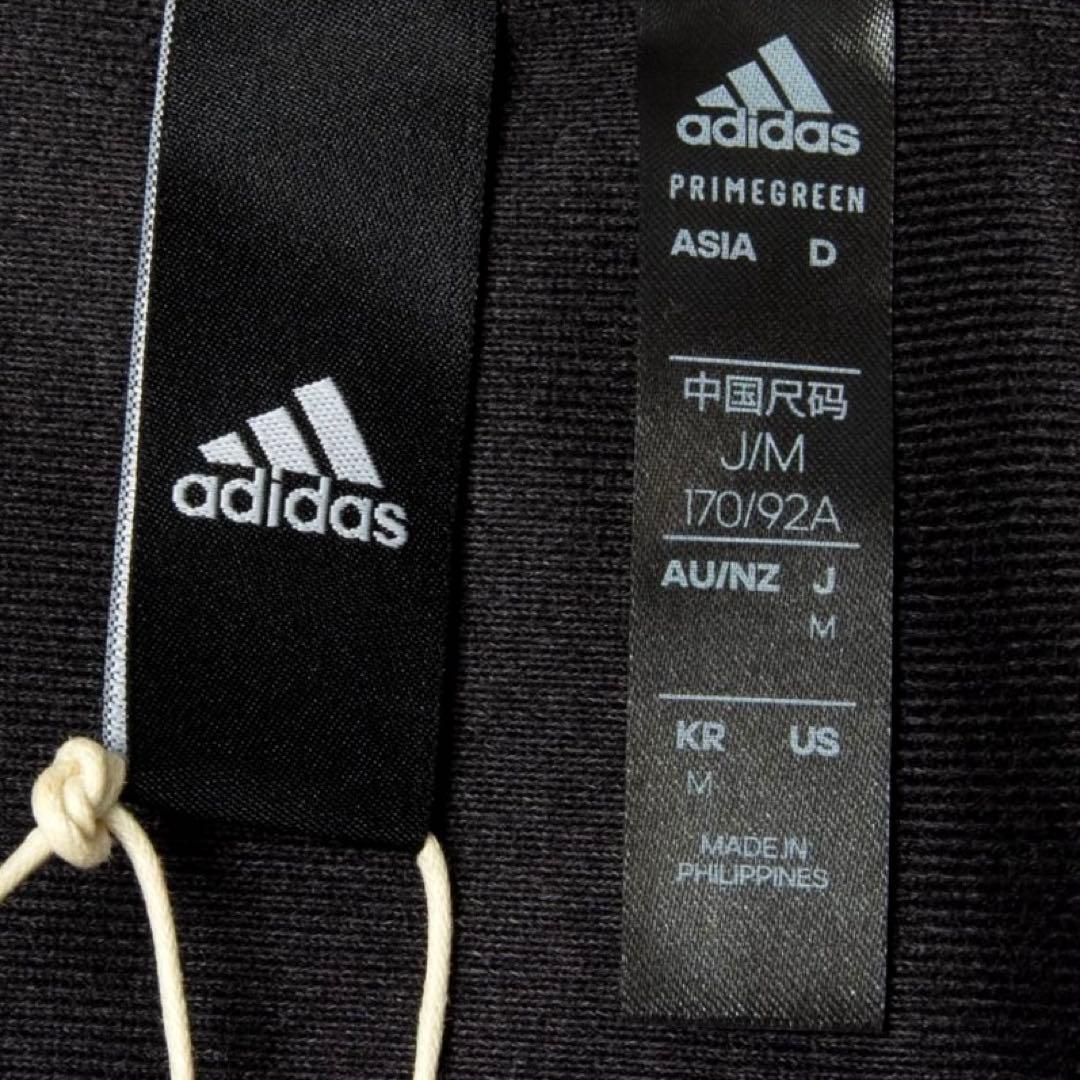 adidas
adidas
PRIMEGREEN
ASIA D
中国尺码
J/M
170/92A
AU/NZ J
M
KR US
M
MADE IN
PHILIPPINES